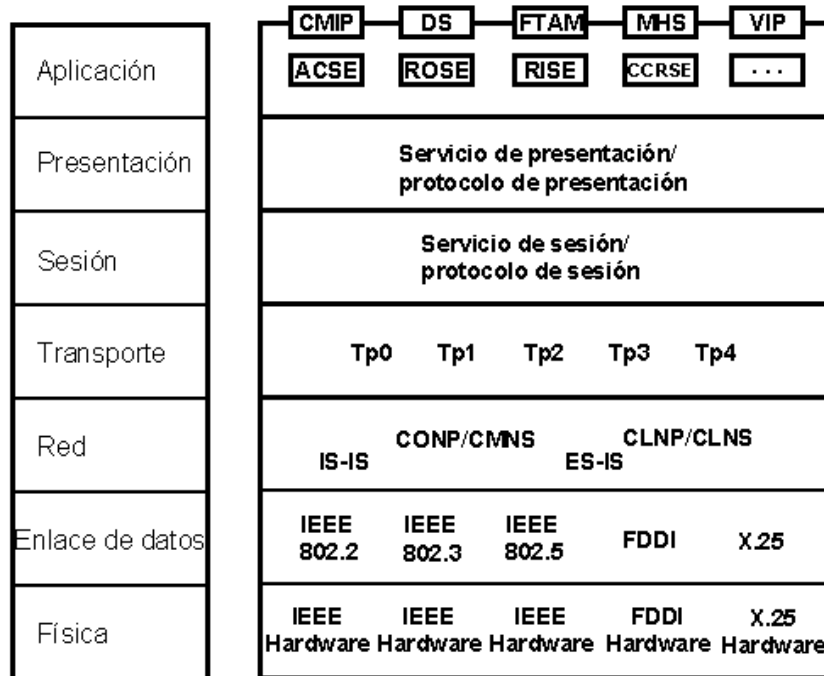 CMIP DS FTAM MHS VIP
Aplicación
ACSE ROSE RISE CCRSE ...
Presentación
Servicio de presentación/
protocolo de presentación
Sesión
Servicio de sesión/
protocolo de sesión
Transporte
Tp0 Tp1 Tp2 Tp3 Tp4
Red
CONP/CMNS CLNP/CLNS
IS-IS ES-IS
Enlace de datos
IEEE IEEE IEEE
802.2 802.3 802.5 FDDI X.25
Física
IEEE IEEE IEEE FDDI X.25
Hardware Hardware Hardware Hardware Hardware